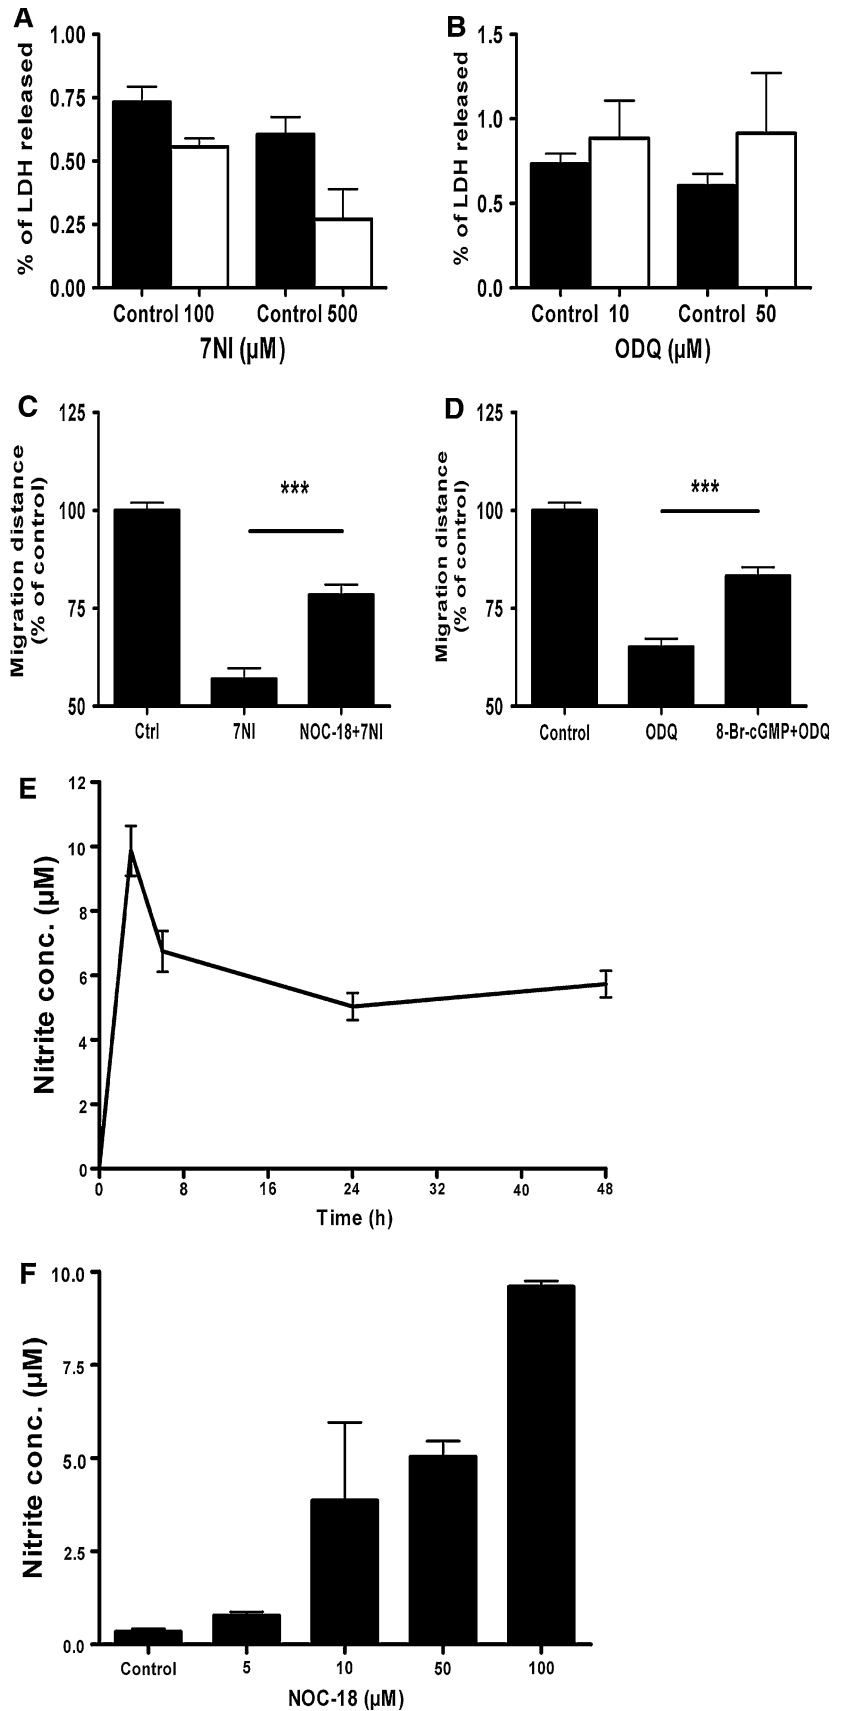 A
% of LDH released
1.00
0.75
0.50
0.25
0.00
Control 100 Control 500
7NI (µM)
B
% of LDH released
1.5
1.0
0.5
0.0
Control 10 Control 50
ODQ (µM)
C
Migration distance
(% of control)
125
100
75
50
***
Ctrl 7NI NOC-18+7NI
D
Migration distance
(% of control)
125
100
75
50
***
Control ODQ 8-Br-cGMP+ODQ
E
Nitrite conc. (µM)
12
10
8
6
4
2
0
0 8 16 24 32 40 48
Time (h)
F
Nitrite conc. (µM)
10.0
7.5
5.0
2.5
0.0
Control 5 10 50 100
NOC-18 (µM)